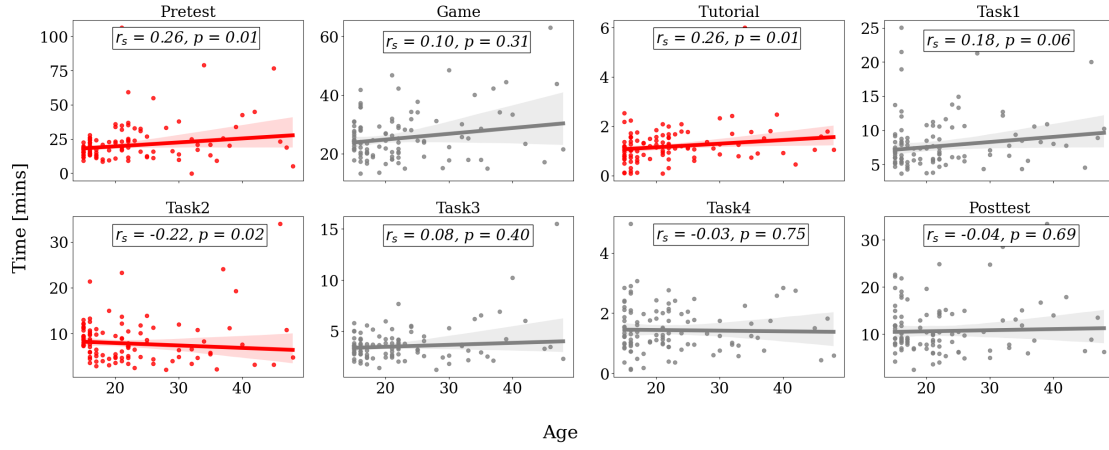 Pretest
Game
Tutorial
Task1
r_s = 0.26, p = 0.01
r_s = 0.10, p = 0.31
r_s = 0.26, p = 0.01
r_s = 0.18, p = 0.06
100
75
50
25
0
60
40
20
6
4
2
0
25
20
15
10
5
Time [mins]
Task2
Task3
Task4
Posttest
r_s = -0.22, p = 0.02
r_s = 0.08, p = 0.40
r_s = -0.03, p = 0.75
r_s = -0.04, p = 0.69
30
20
10
15
10
5
4
2
0
30
20
10
20 30 40
20 30 40
20 30 40
20 30 40
Age